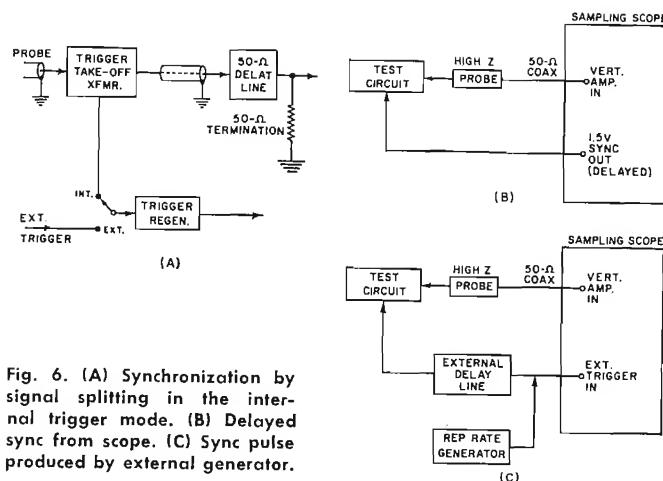 PROBE
TRIGGER
TAKE-OFF
XFMR.
50-Ω
DELAT
LINE
50-Ω
TERMINATION
INT.
EXT.
TRIGGER
EXT.
TRIGGER
REGEN.
(A)
SAMPLING SCOPE
TEST
CIRCUIT
HIGH Z
PROBE
50-Ω
COAX
VERT.
AMP.
IN
1.5V
SYNC
OUT
(DELAYED)
(B)
SAMPLING SCOPE
TEST
CIRCUIT
HIGH Z
PROBE
50-Ω
COAX
VERT.
AMP.
IN
EXTERNAL
DELAY
LINE
EXT.
TRIGGER
IN
REP RATE
GENERATOR
(C)
Fig. 6. (A) Synchronization by
signal splitting in the inter-
nal trigger mode. (B) Delayed
sync from scope. (C) Sync pulse
produced by external generator.